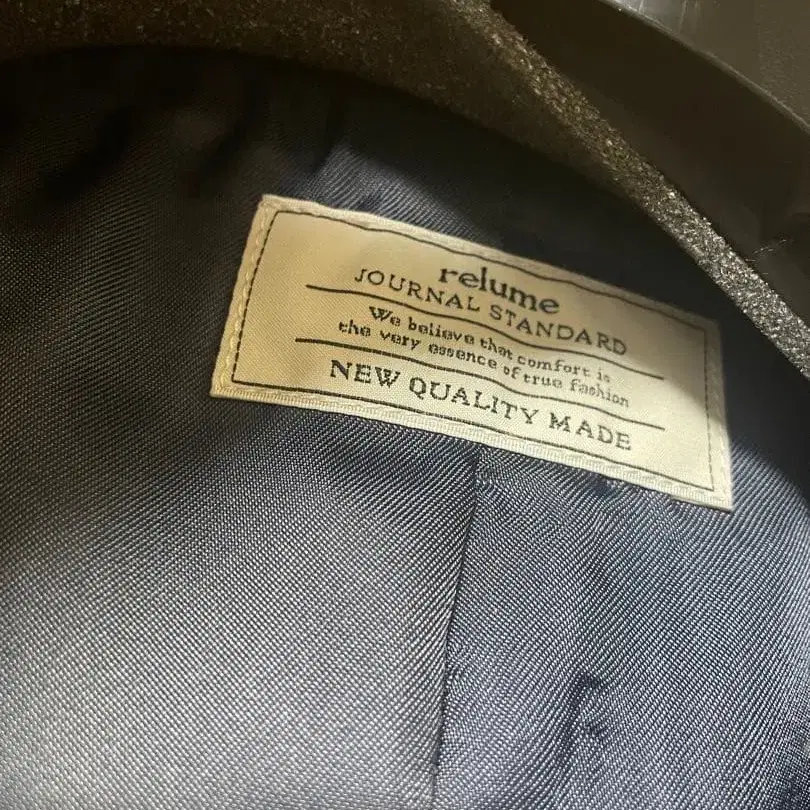 relume
JOURNAL STANDARD
We believe that comfort is
the very essence of true fashion
NEW QUALITY MADE